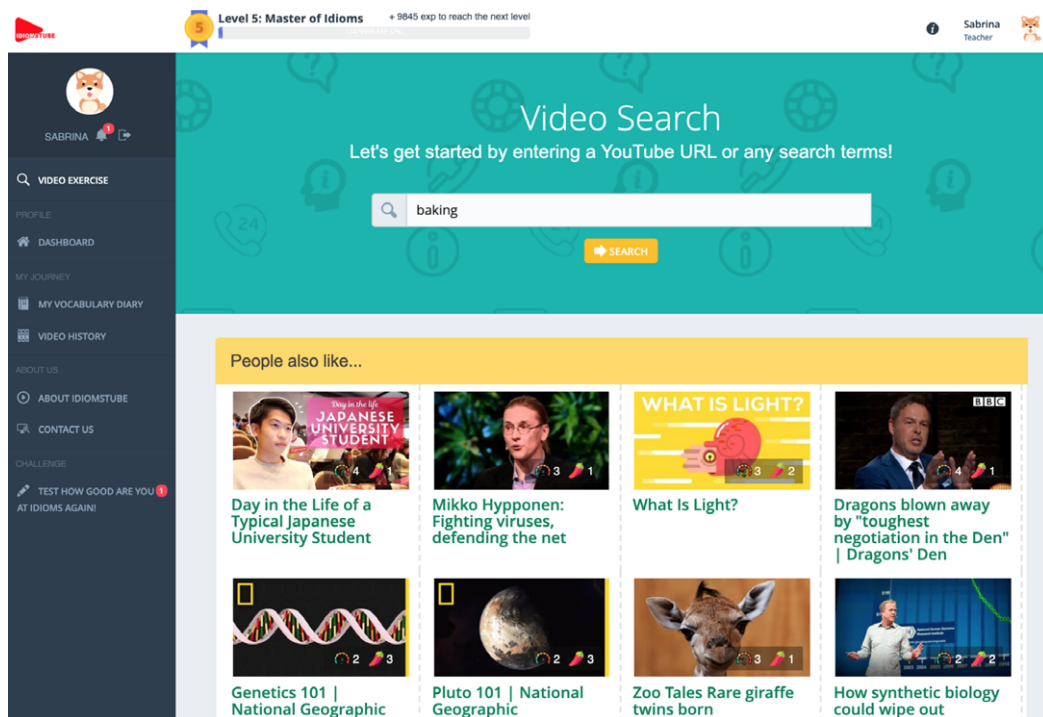 IDIOMSTUBE
5
Level 5: Master of Idioms
+ 9845 exp to reach the next level
Sabrina
Teacher
SABRINA
1
VIDEO EXERCISE
PROFILE
DASHBOARD
MY JOURNEY
MY VOCABULARY DIARY
VIDEO HISTORY
ABOUT US
ABOUT IDIOMSTUBE
CONTACT US
CHALLENGE
TEST HOW GOOD ARE YOU 1
AT IDIOMS AGAIN!
Video Search
Let's get started by entering a YouTube URL or any search terms!
baking
SEARCH
24
24
People also like...
Day in the life
JAPANESE
UNIVERSITY
STUDENT
4 1
Day in the Life of a
Typical Japanese
University Student
3 1
Mikko Hypponen:
Fighting viruses,
defending the net
WHAT IS LIGHT?
3 2
What Is Light?
BBC
4 1
Dragons blown away
by "toughest
negotiation in the Den"
| Dragons' Den
2 3
Genetics 101 |
National Geographic
2 3
Pluto 101 | National
Geographic
3 1
Zoo Tales Rare giraffe
twins born
2 2
How synthetic biology
could wipe out